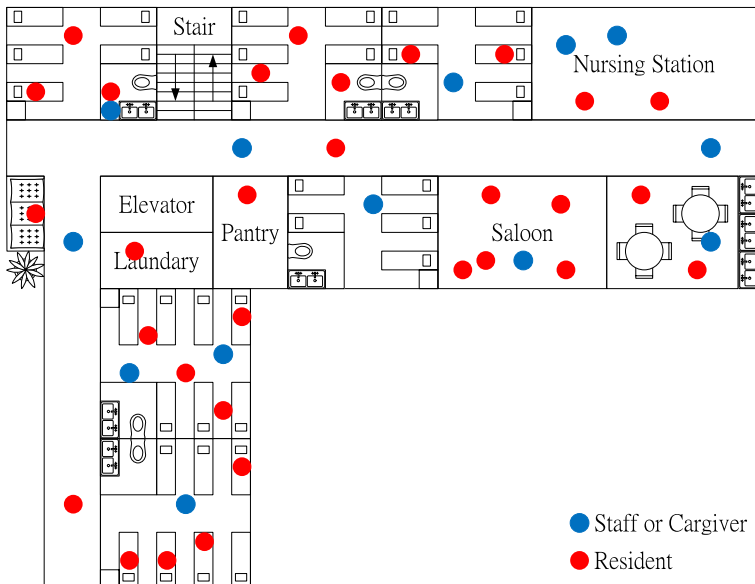 Stair
Nursing Station
Elevator
Pantry
Laundary
Saloon
Staff or Cargiver
Resident